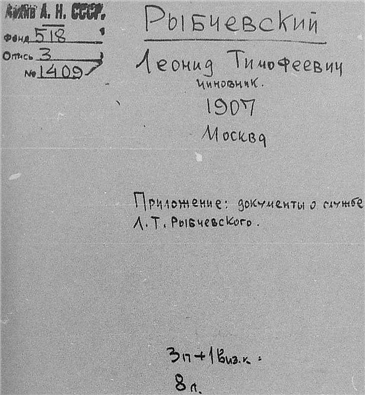 Архив А. Н. СССР.
Фонд 518
Опись 3
№ 1409
Рыбчевский
Леонид Тимофеевич
чиновник.
1907
Москва
Приложение: документы о службе
Л. Т. Рыбчевского.
3п + 1 виз. к.
8 л.